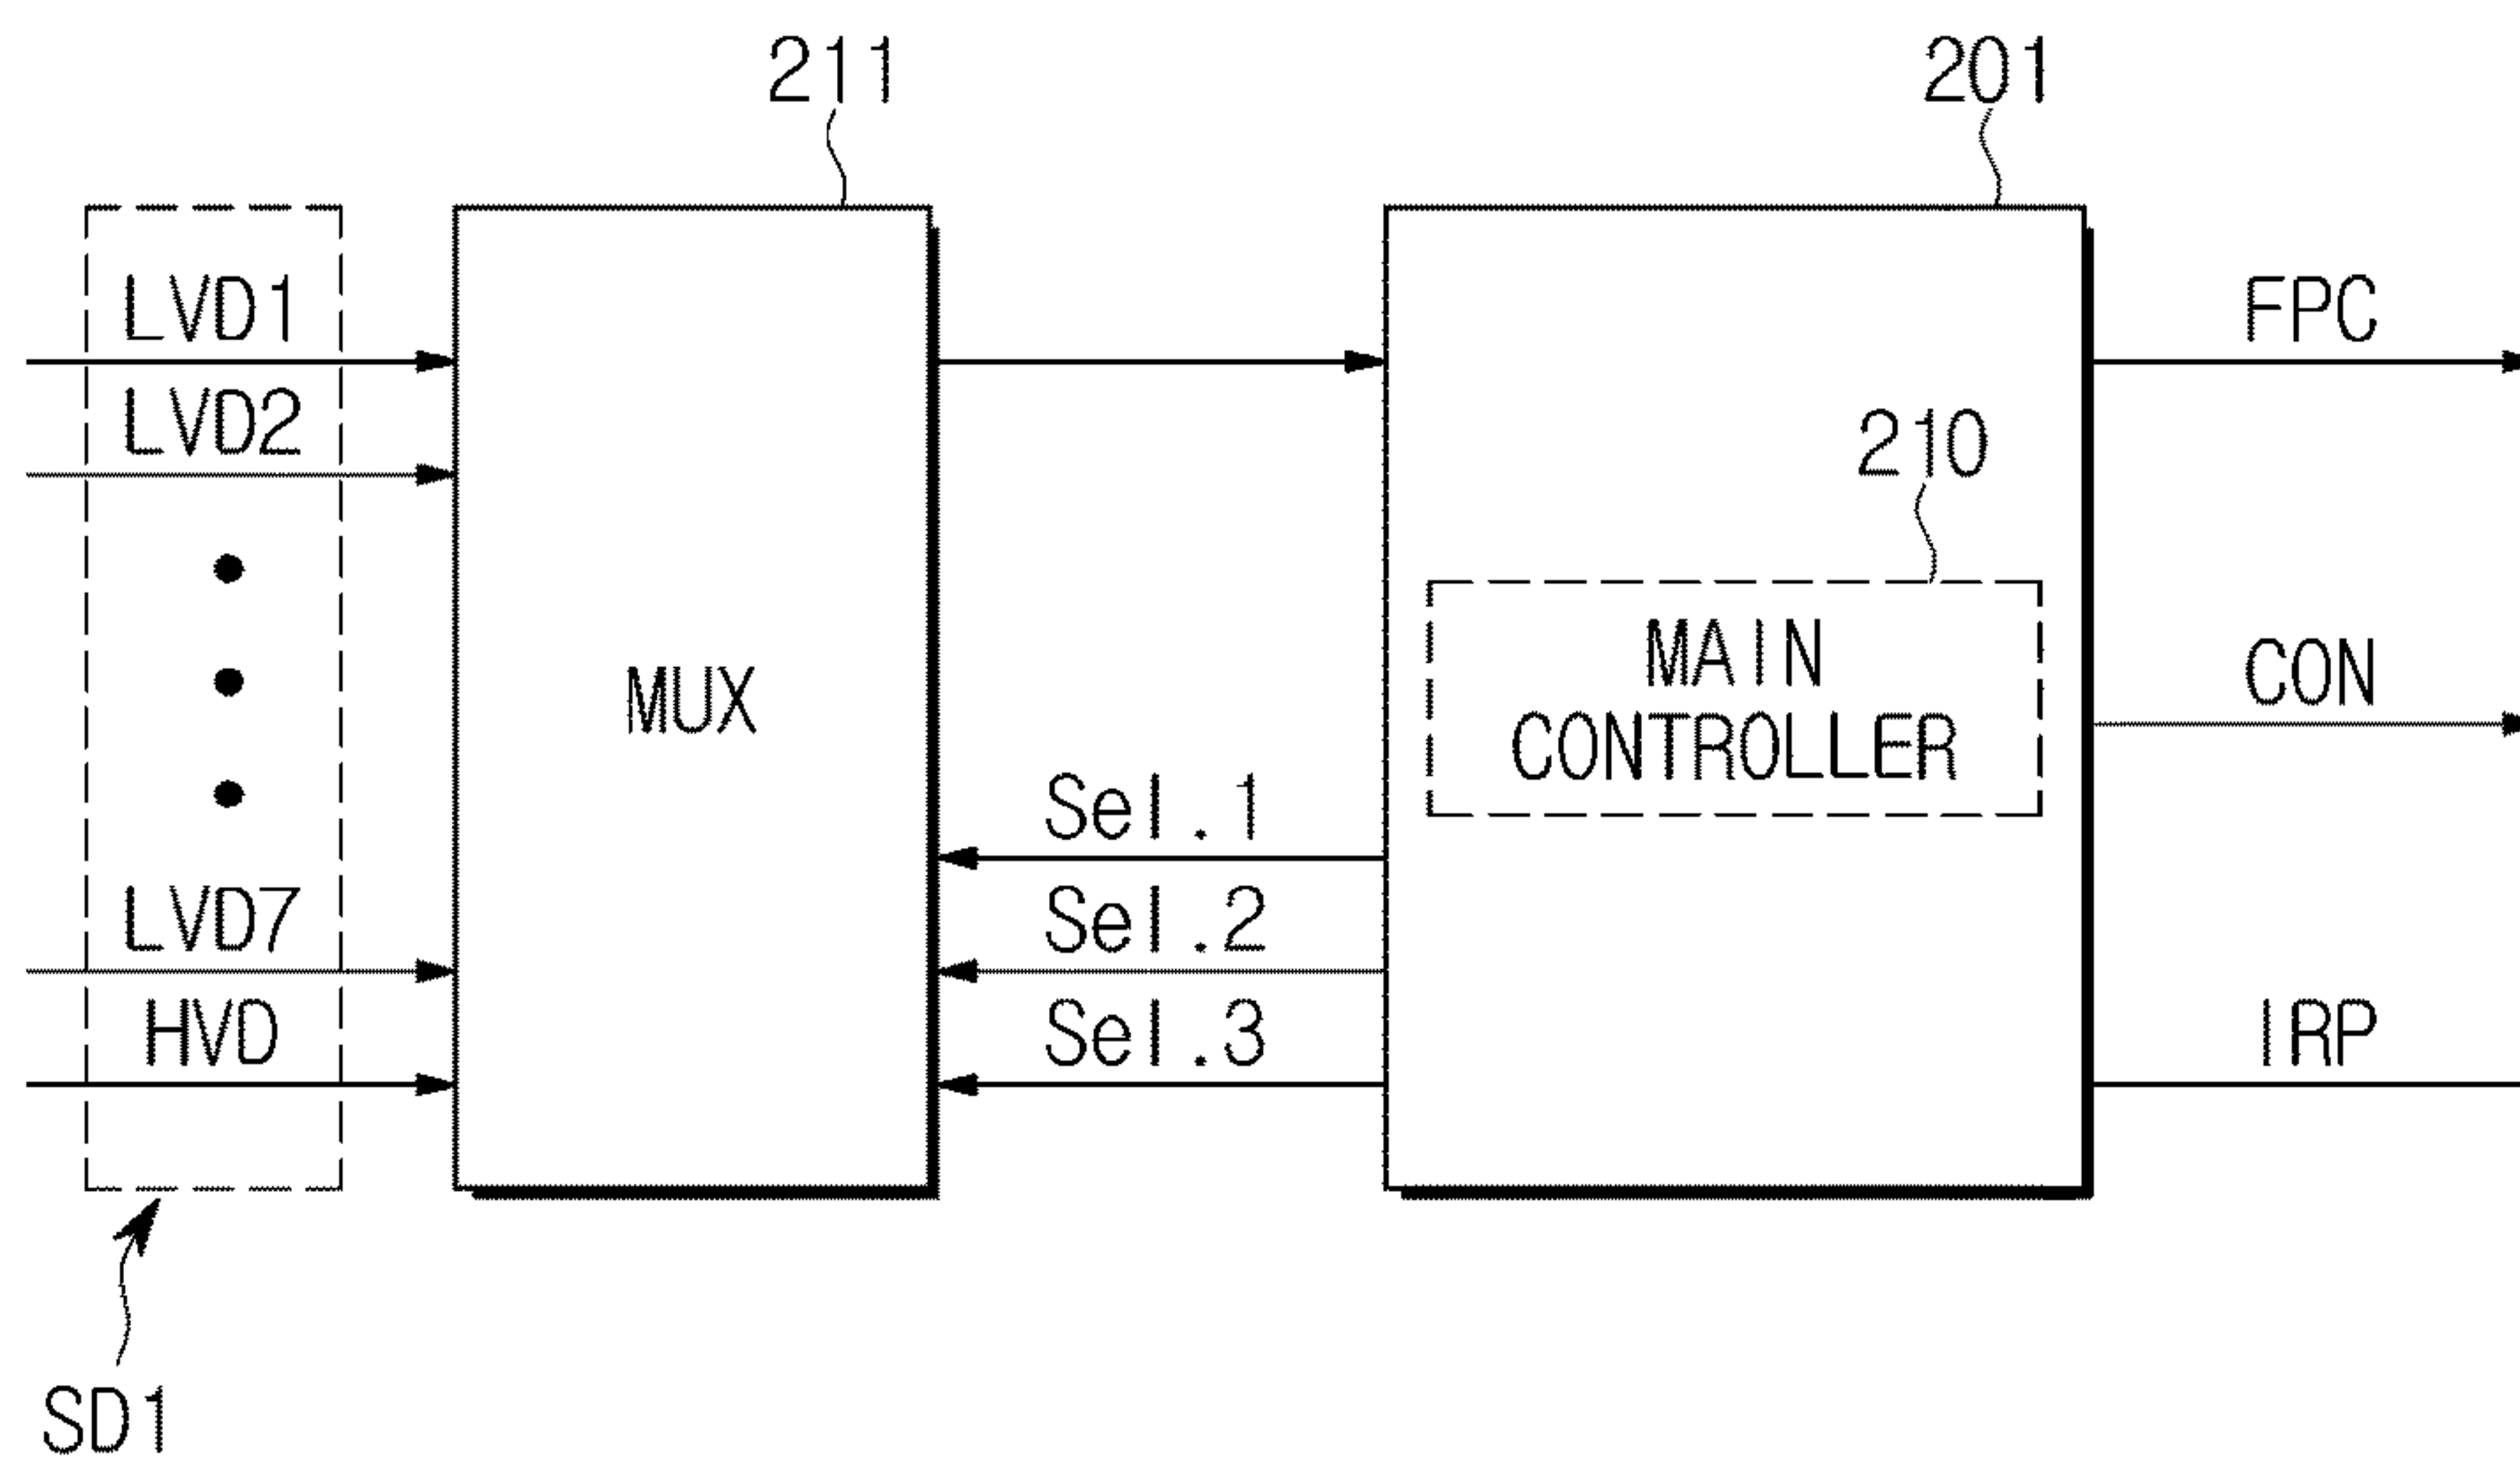 211
201
LVD1
LVD2
LVD7
HVD
SD1
MUX
Sel.1
Sel.2
Sel.3
210
MAIN
CONTROLLER
FPC
CON
IRP